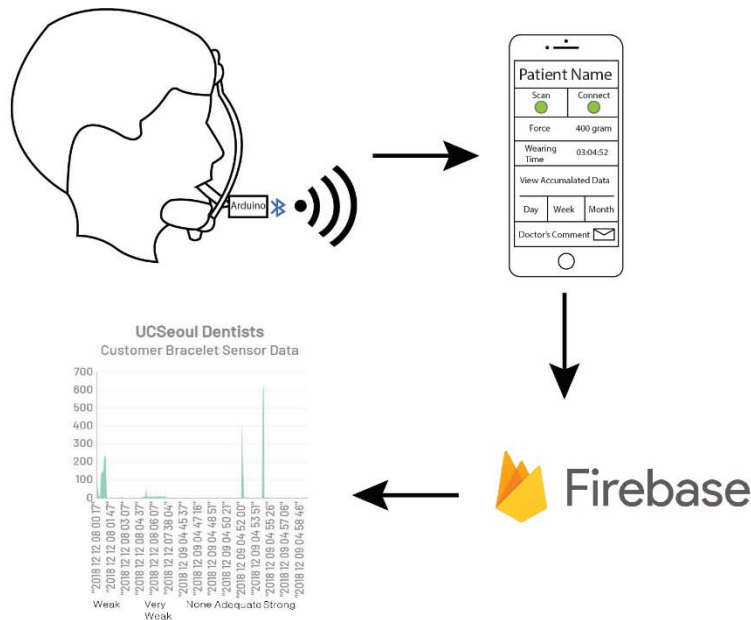 Arduino
Patient Name
Scan Connect
Force 400 gram
Wearing Time 03:04:52
View Accumalated Data
Day Week Month
Doctor's Comment
Firebase
UCSeoul Dentists
Customer Bracelet Sensor Data
700
600
500
400
300
200
100
0
"2018 12 12 08 00 17"
"2018 12 12 08 01 47"
"2018 12 12 08 03 07"
"2018 12 12 08 04 37"
"2018 12 12 08 06 07"
"2018 12 12 07 38 04"
"2018 12 09 04 45 37"
"2018 12 09 04 47 16"
"2018 12 09 04 48 51"
"2018 12 09 04 50 21"
"2018 12 09 04 52 00"
"2018 12 09 04 53 51"
"2018 12 09 04 55 26"
"2018 12 09 04 57 06"
"2018 12 09 04 58 46"
Weak Very Weak None Adequate Strong